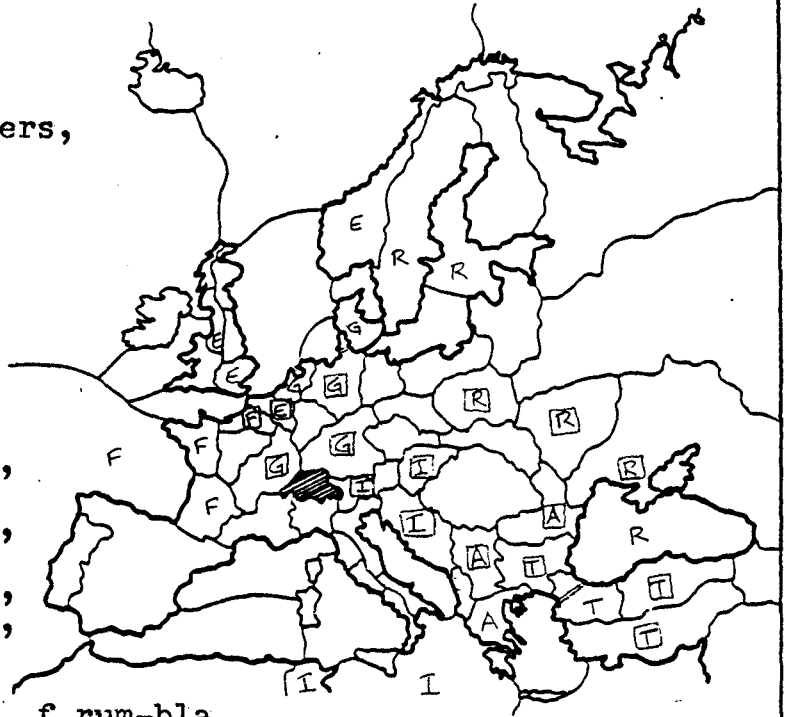 ers,
E
R R
G
E
E G G
R
F E R
F G
F G I R
,
I
F A
I
, R
A T
T
, T
, A T
I I
f rum-bla